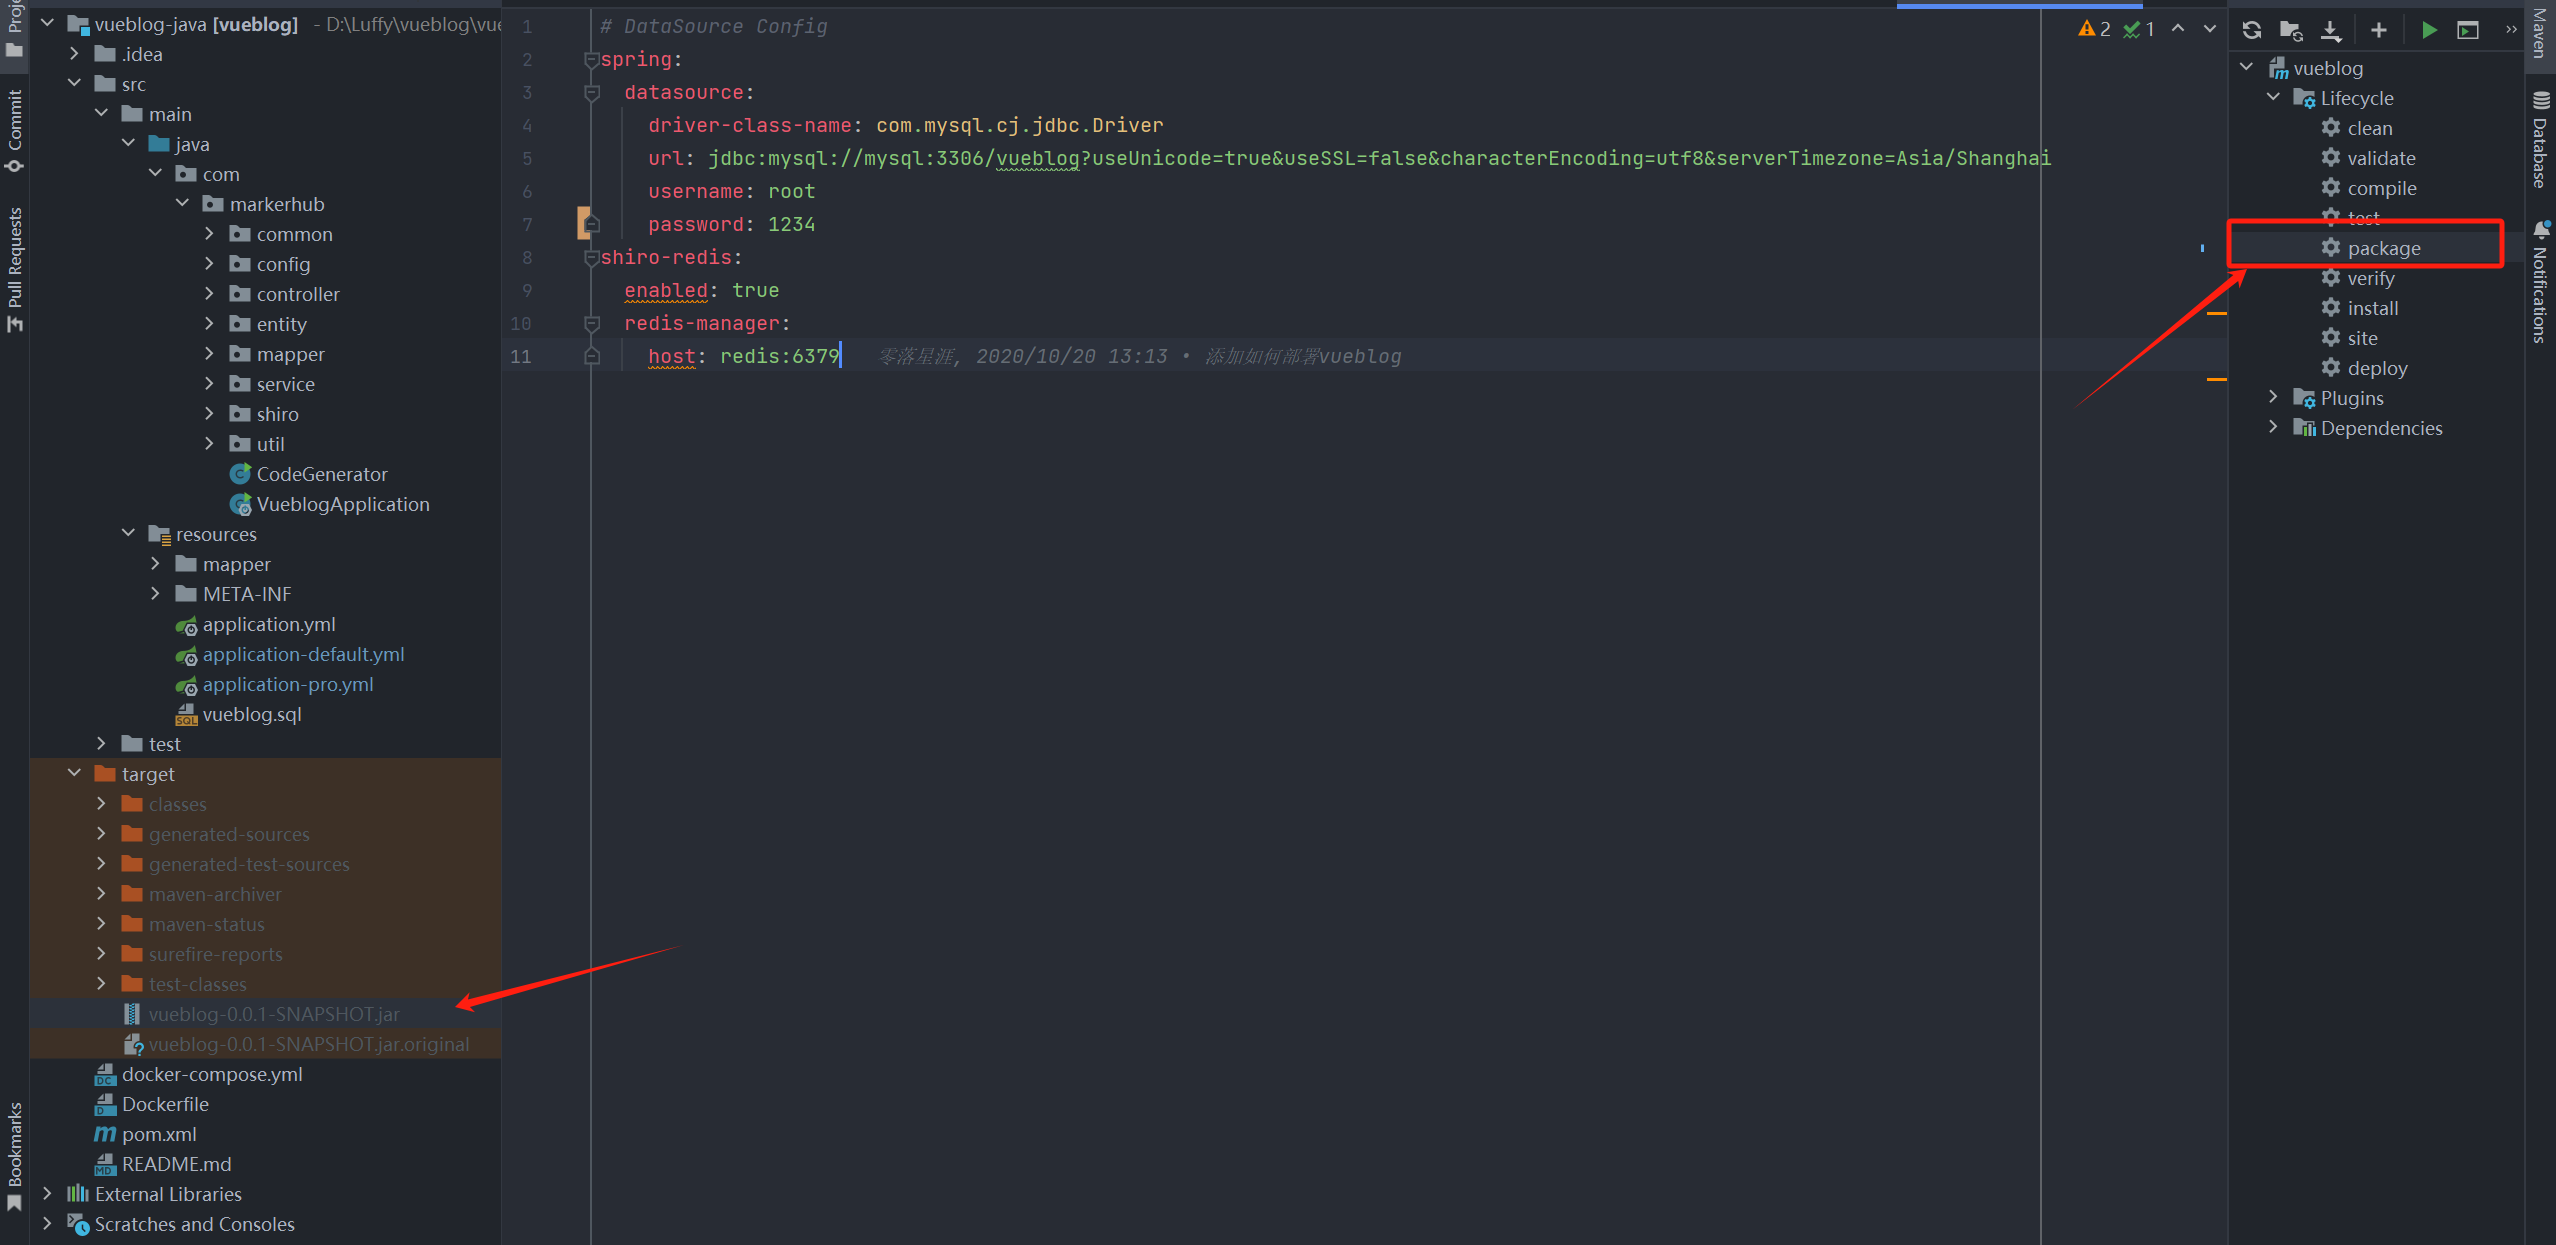 Proje
Commit
Pull Requests
Bookmarks
vueblog-java [vueblog] - D:\Luffy\vueblog\vue
.idea
src
main
java
com
markerhub
common
config
controller
entity
mapper
service
shiro
util
CodeGenerator
VueblogApplication
resources
mapper
META-INF
application.yml
application-default.yml
application-pro.yml
vueblog.sql
test
target
classes
generated-sources
generated-test-sources
maven-archiver
maven-status
surefire-reports
test-classes
vueblog-0.0.1-SNAPSHOT.jar
vueblog-0.0.1-SNAPSHOT.jar.original
docker-compose.yml
Dockerfile
pom.xml
README.md
External Libraries
Scratches and Consoles
1 # DataSource Config
2 spring:
3 datasource:
4 driver-class-name: com.mysql.cj.jdbc.Driver
5 url: jdbc:mysql://mysql:3306/vueblog?useUnicode=true&useSSL=false&characterEncoding=utf8&serverTimezone=Asia/Shanghai
6 username: root
7 password: 1234
8 shiro-redis:
9 enabled: true
10 redis-manager:
11 host: redis:6379 零落星涯, 2020/10/20 13:13 • 添加如何部署vueblog
2 1
vueblog
Lifecycle
clean
validate
compile
test
package
verify
install
site
deploy
Plugins
Dependencies
Maven
Database
Notifications